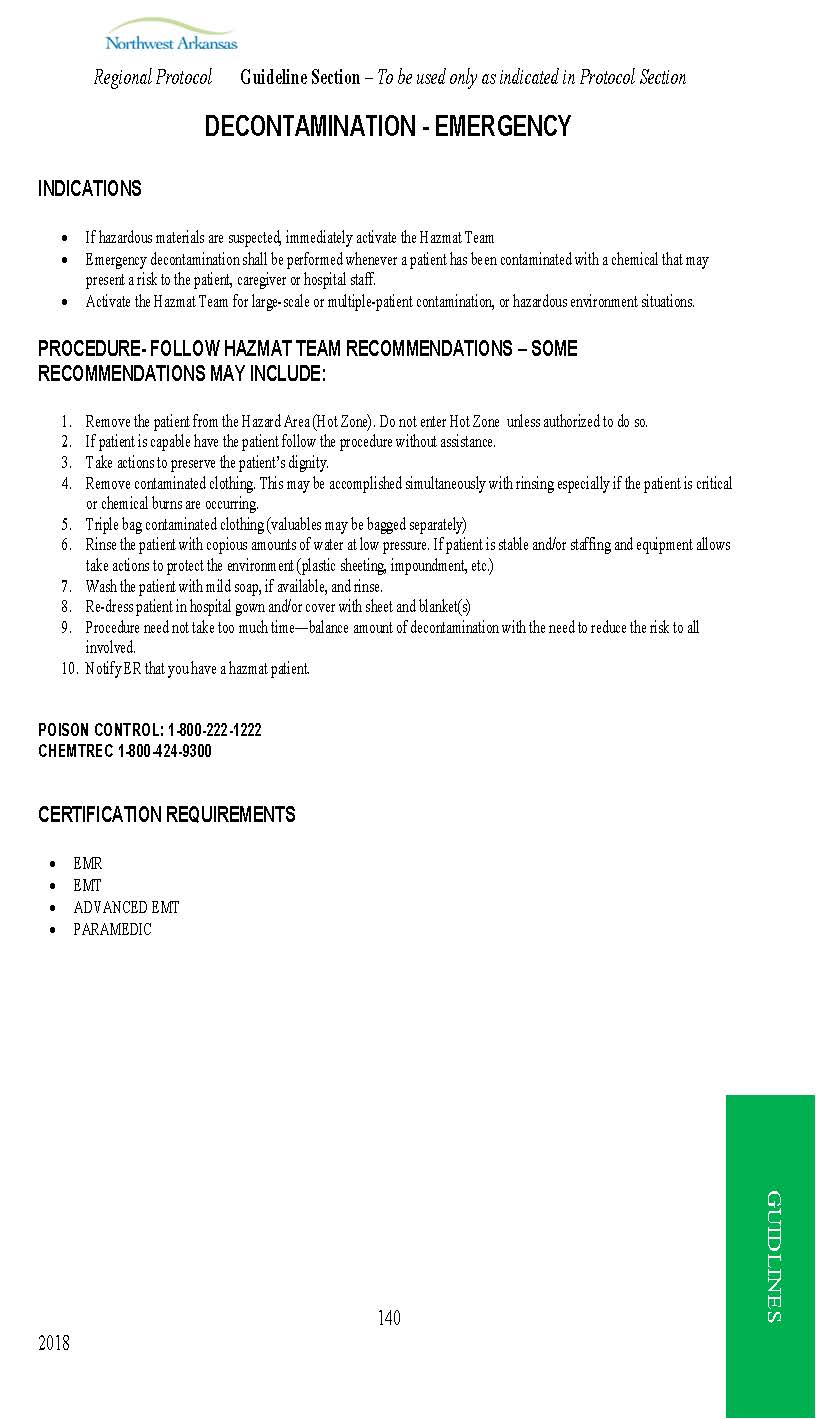 Northwest Arkansas
Regional Protocol Guideline Section – To be used only as indicated in Protocol Section
DECONTAMINATION - EMERGENCY
INDICATIONS
• If hazardous materials are suspected, immediately activate the Hazmat Team
• Emergency decontamination shall be performed whenever a patient has been contaminated with a chemical that may
present a risk to the patient, caregiver or hospital staff.
• Activate the Hazmat Team for large-scale or multiple-patient contamination, or hazardous environment situations.
PROCEDURE- FOLLOW HAZMAT TEAM RECOMMENDATIONS – SOME
RECOMMENDATIONS MAY INCLUDE:
1. Remove the patient from the Hazard Area (Hot Zone). Do not enter Hot Zone unless authorized to do so.
2. If patient is capable have the patient follow the procedure without assistance.
3. Take actions to preserve the patient’s dignity.
4. Remove contaminated clothing. This may be accomplished simultaneously with rinsing especially if the patient is critical
or chemical burns are occurring.
5. Triple bag contaminated clothing (valuables may be bagged separately)
6. Rinse the patient with copious amounts of water at low pressure. If patient is stable and/or staffing and equipment allows
take actions to protect the environment (plastic sheeting, impoundment, etc.)
7. Wash the patient with mild soap, if available, and rinse.
8. Re-dress patient in hospital gown and/or cover with sheet and blanket(s)
9. Procedure need not take too much time—balance amount of decontamination with the need to reduce the risk to all
involved.
10. Notify ER that you have a hazmat patient.
POISON CONTROL: 1-800-222-1222
CHEMTREC 1-800-424-9300
CERTIFICATION REQUIREMENTS
• EMR
• EMT
• ADVANCED EMT
• PARAMEDIC
GUIDLINES
140
2018